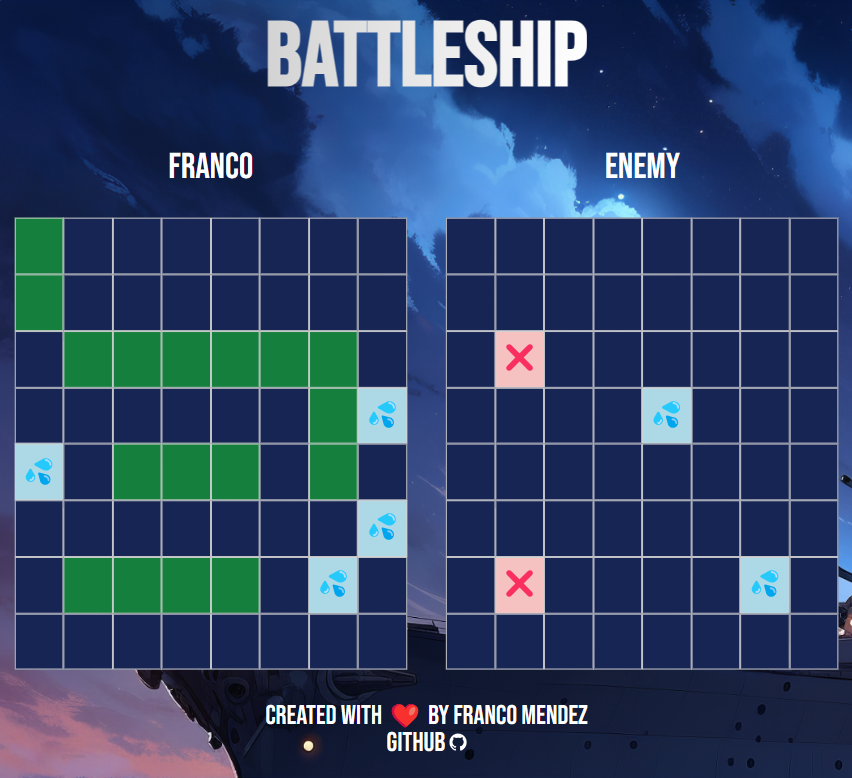 BATTLESHIP
FRANCO
ENEMY
CREATED WITH ❤️ BY FRANCO MENDEZ
GITHUB